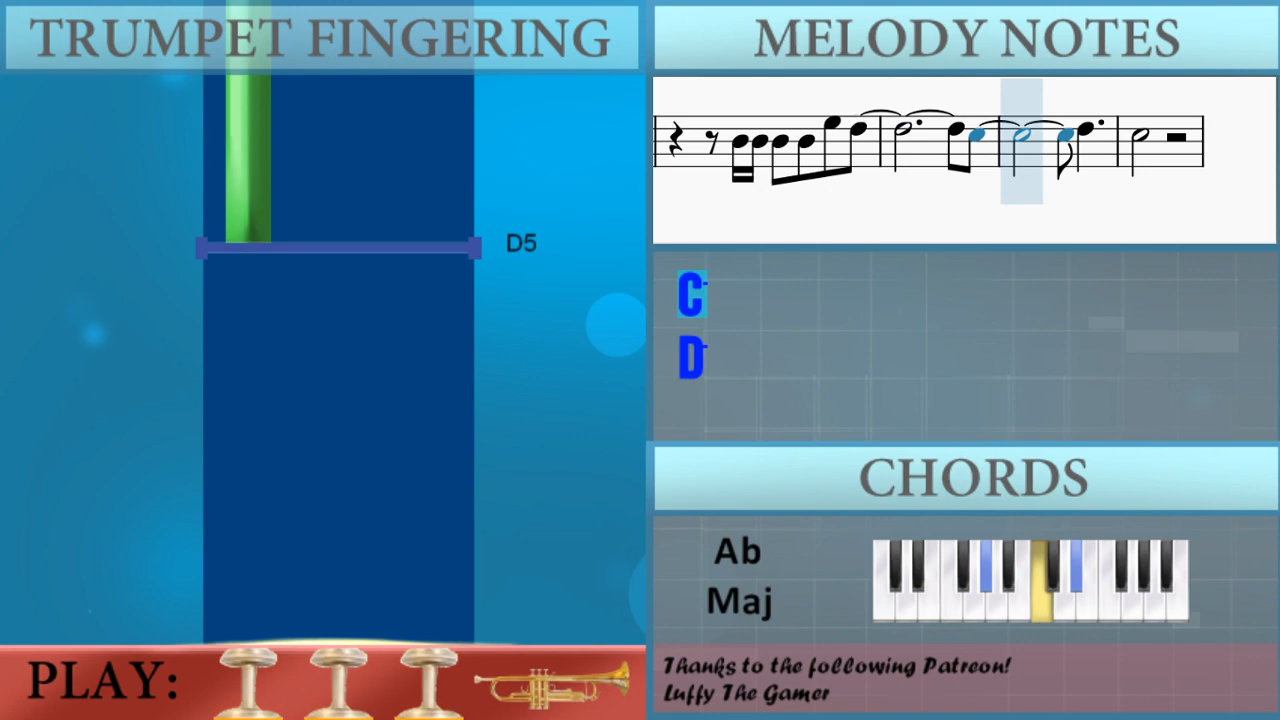 TRUMPET FINGERING
MELODY NOTES
D5
C
D
CHORDS
Ab
Maj
PLAY:
Thanks to the following Patreon!
Luffy The Gamer